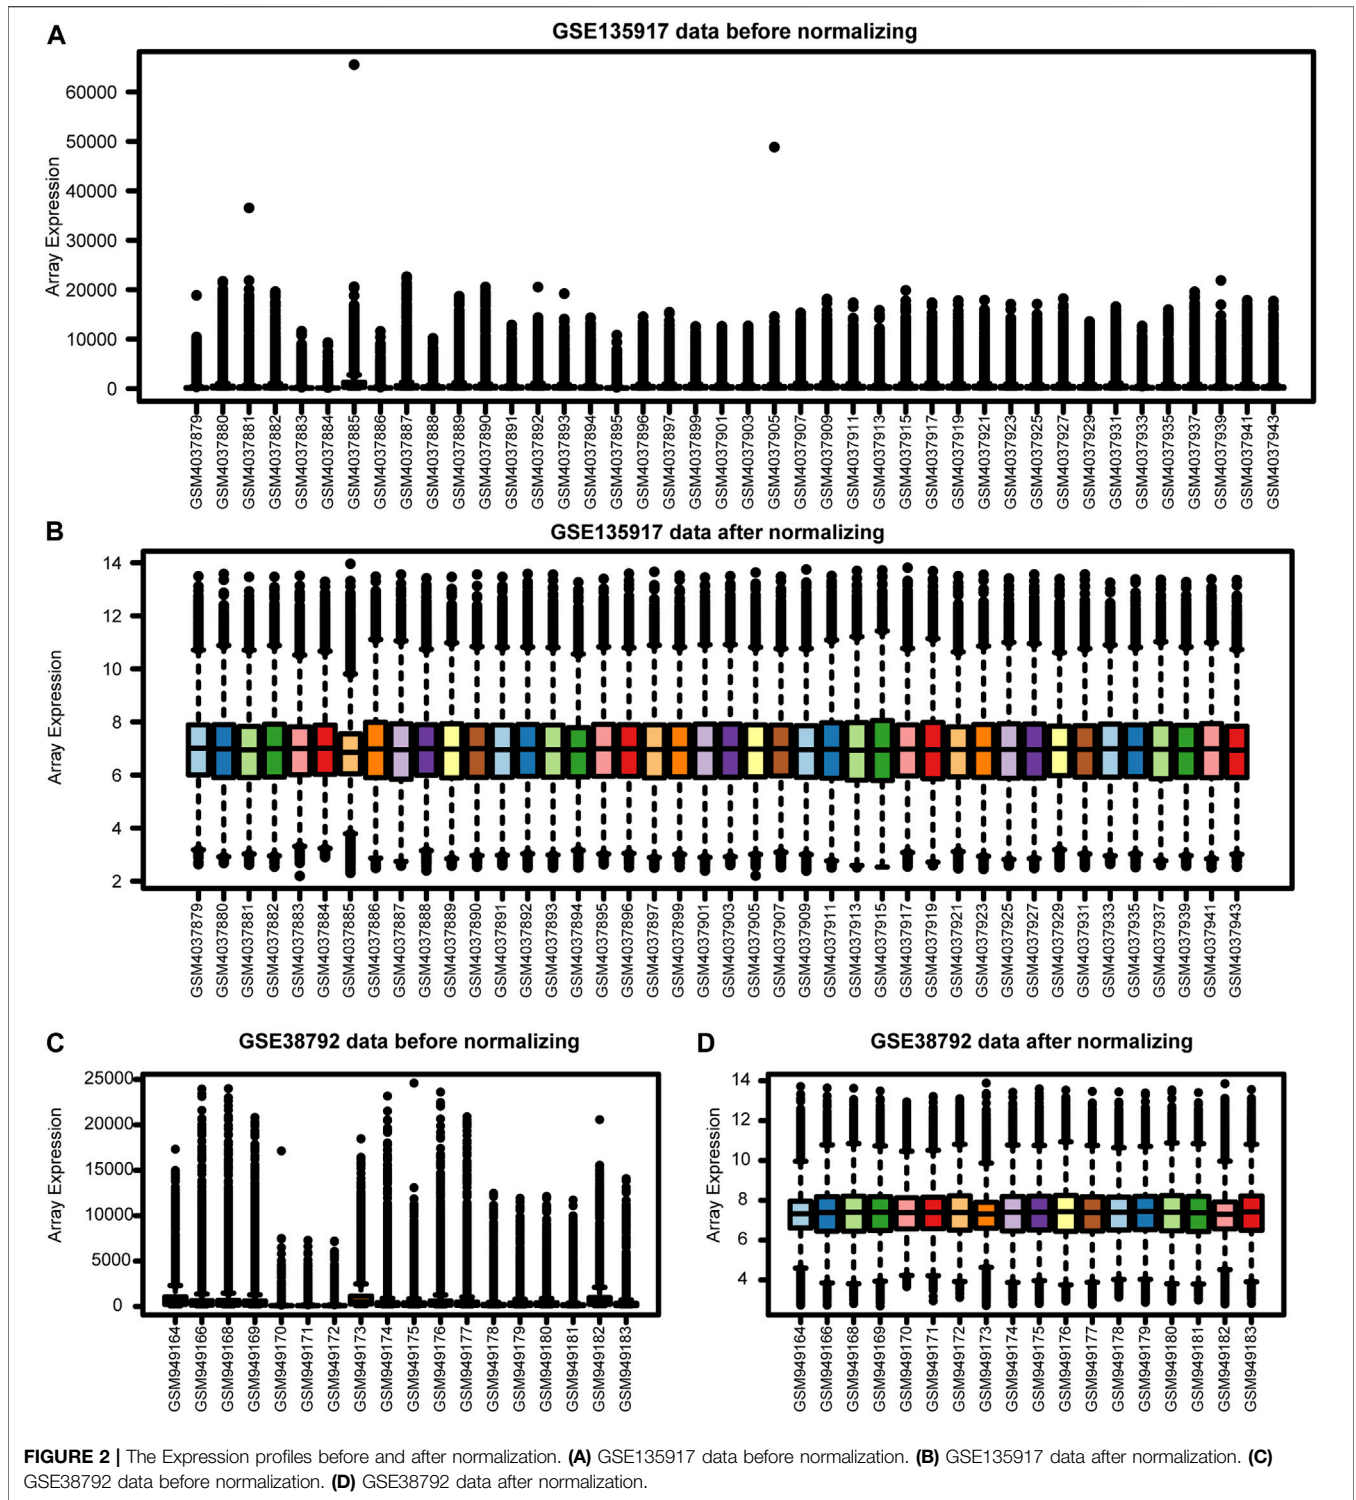 A
GSE135917 data before normalizing
Array Expression
60000
50000
40000
30000
20000
10000
0
GSM4037879
GSM4037880
GSM4037881
GSM4037882
GSM4037883
GSM4037884
GSM4037885
GSM4037886
GSM4037887
GSM4037888
GSM4037889
GSM4037890
GSM4037891
GSM4037892
GSM4037893
GSM4037894
GSM4037895
GSM4037896
GSM4037897
GSM4037899
GSM4037901
GSM4037903
GSM4037905
GSM4037907
GSM4037909
GSM4037911
GSM4037913
GSM4037915
GSM4037917
GSM4037919
GSM4037921
GSM4037923
GSM4037925
GSM4037927
GSM4037929
GSM4037931
GSM4037933
GSM4037935
GSM4037937
GSM4037939
GSM4037941
GSM4037943
B
GSE135917 data after normalizing
Array Expression
14
12
10
8
6
4
2
GSM4037879
GSM4037880
GSM4037881
GSM4037882
GSM4037883
GSM4037884
GSM4037885
GSM4037886
GSM4037887
GSM4037888
GSM4037889
GSM4037890
GSM4037891
GSM4037892
GSM4037893
GSM4037894
GSM4037895
GSM4037896
GSM4037897
GSM4037899
GSM4037901
GSM4037903
GSM4037905
GSM4037907
GSM4037909
GSM4037911
GSM4037913
GSM4037915
GSM4037917
GSM4037919
GSM4037921
GSM4037923
GSM4037925
GSM4037927
GSM4037929
GSM4037931
GSM4037933
GSM4037935
GSM4037937
GSM4037939
GSM4037941
GSM4037943
C
GSE38792 data before normalizing
Array Expression
25000
20000
15000
10000
5000
0
GSM949164
GSM949166
GSM949168
GSM949169
GSM949170
GSM949171
GSM949172
GSM949173
GSM949174
GSM949175
GSM949176
GSM949177
GSM949178
GSM949179
GSM949180
GSM949181
GSM949182
GSM949183
D
GSE38792 data after normalizing
Array Expression
14
12
10
8
6
4
GSM949164
GSM949166
GSM949168
GSM949169
GSM949170
GSM949171
GSM949172
GSM949173
GSM949174
GSM949175
GSM949176
GSM949177
GSM949178
GSM949179
GSM949180
GSM949181
GSM949182
GSM949183
FIGURE 2 | The Expression profiles before and after normalization. (A) GSE135917 data before normalization. (B) GSE135917 data after normalization. (C)
GSE38792 data before normalization. (D) GSE38792 data after normalization.